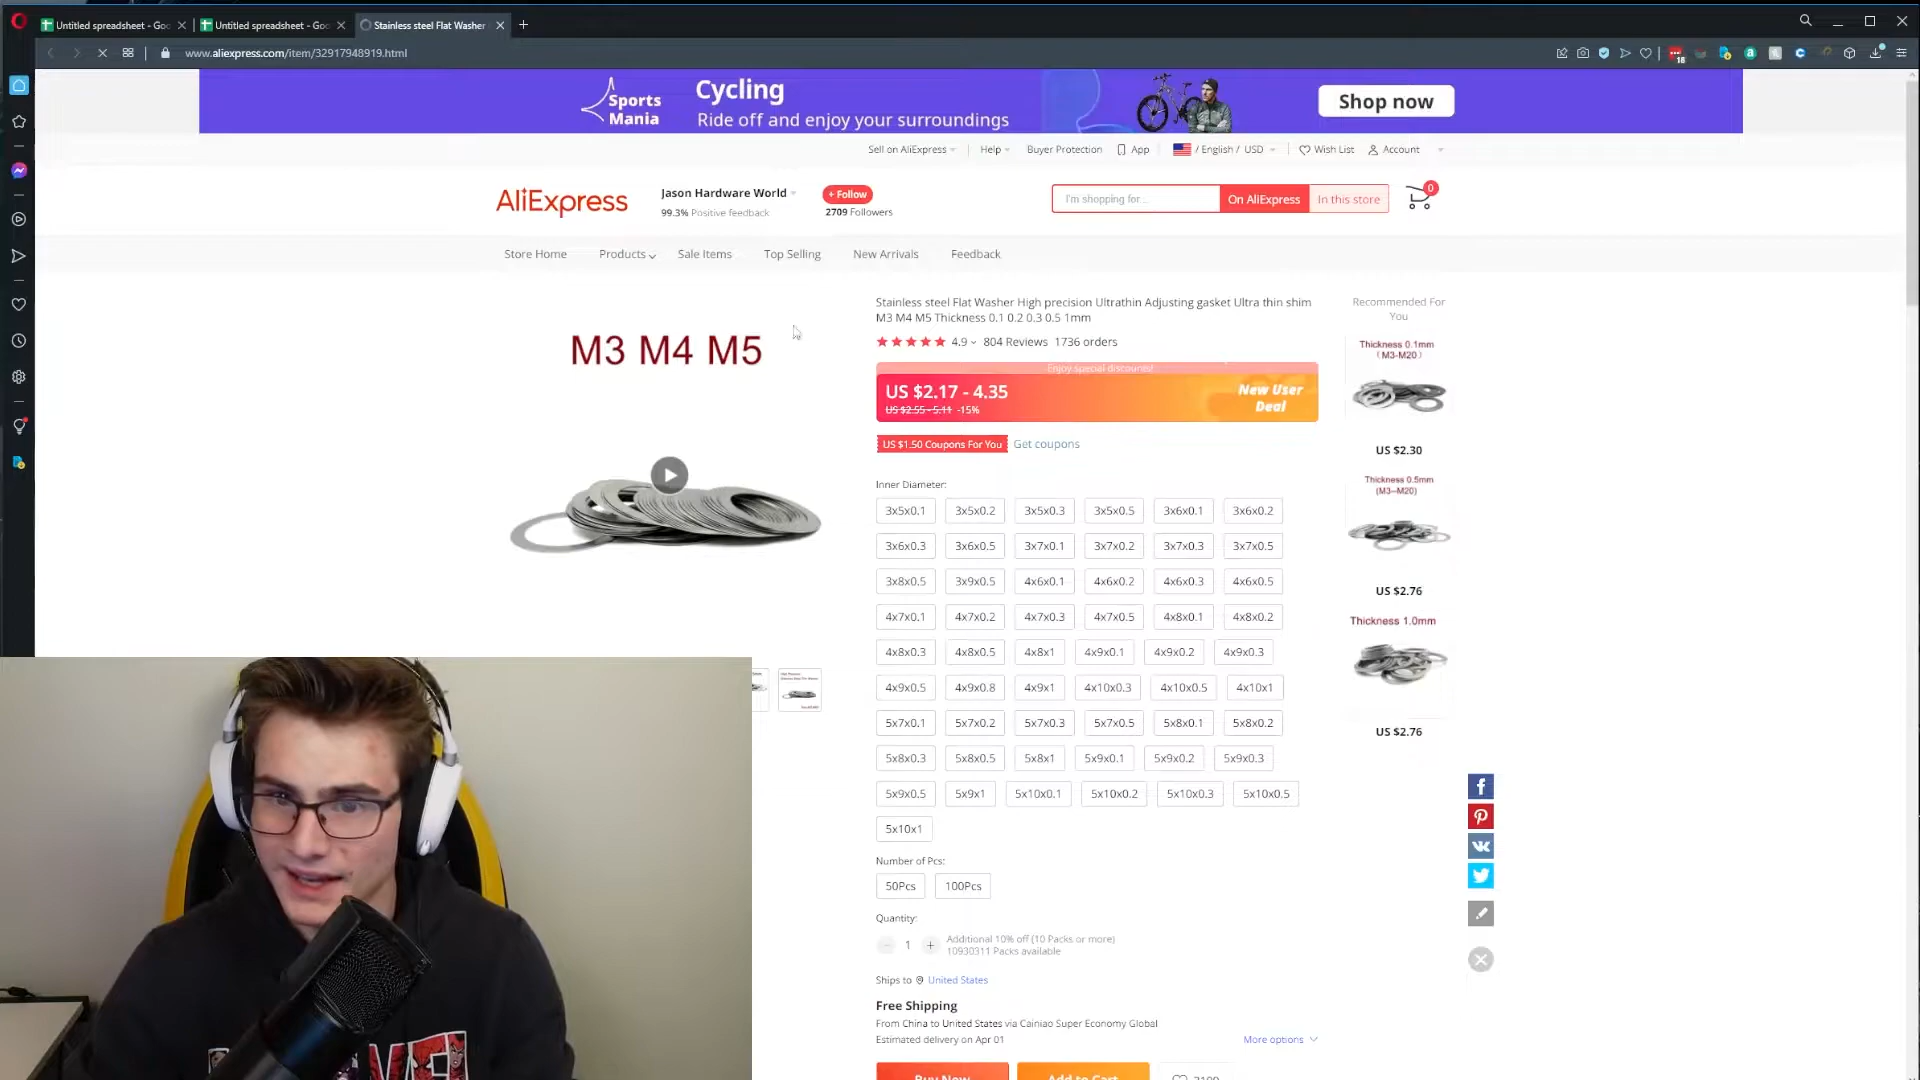 Untitled spreadsheet - Goo
Untitled spreadsheet - Goo
Stainless steel Flat Washer
www.aliexpress.com/item/32917948919.html
18
Sports Mania
Cycling
Ride off and enjoy your surroundings
Shop now
Sell on AliExpress
Help
Buyer Protection
App
/ English / USD
Wish List
Account
AliExpress
Jason Hardware World
99.3% Positive feedback
+ Follow
2709 Followers
I'm shopping for...
On AliExpress
In this store
0
Store Home
Products
Sale Items
Top Selling
New Arrivals
Feedback
M3 M4 M5
Stainless steel Flat Washer High precision Ultrathin Adjusting gasket Ultra thin shim
M3 M4 M5 Thickness 0.1 0.2 0.3 0.5 1mm
4.9 804 Reviews 1736 orders
Enjoy special discounts!
US $2.17 - 4.35
US $2.55 - 5.11 -15%
New User
Deal
US $1.50 Coupons For You Get coupons
Inner Diameter:
3x5x0.1 3x5x0.2 3x5x0.3 3x5x0.5 3x6x0.1 3x6x0.2
3x6x0.3 3x6x0.5 3x7x0.1 3x7x0.2 3x7x0.3 3x7x0.5
3x8x0.5 3x9x0.5 4x6x0.1 4x6x0.2 4x6x0.3 4x6x0.5
4x7x0.1 4x7x0.2 4x7x0.3 4x7x0.5 4x8x0.1 4x8x0.2
4x8x0.3 4x8x0.5 4x8x1 4x9x0.1 4x9x0.2 4x9x0.3
4x9x0.5 4x9x0.8 4x9x1 4x10x0.3 4x10x0.5 4x10x1
5x7x0.1 5x7x0.2 5x7x0.3 5x7x0.5 5x8x0.1 5x8x0.2
5x8x0.3 5x8x0.5 5x8x1 5x9x0.1 5x9x0.2 5x9x0.3
5x9x0.5 5x9x1 5x10x0.1 5x10x0.2 5x10x0.3 5x10x0.5
5x10x1
Number of Pcs:
50Pcs 100Pcs
Quantity:
1
Additional 10% off (10 Packs or more)
10930311 Packs available
Ships to United States
Free Shipping
From China to United States via Cainiao Super Economy Global
Estimated delivery on Apr 01
More options
Buy Now
Add to Cart
Recommended For
You
Thickness 0.1mm
(M3-M20)
US $2.30
Thickness 0.5mm
(M3--M20)
US $2.76
Thickness 1.0mm
US $2.76